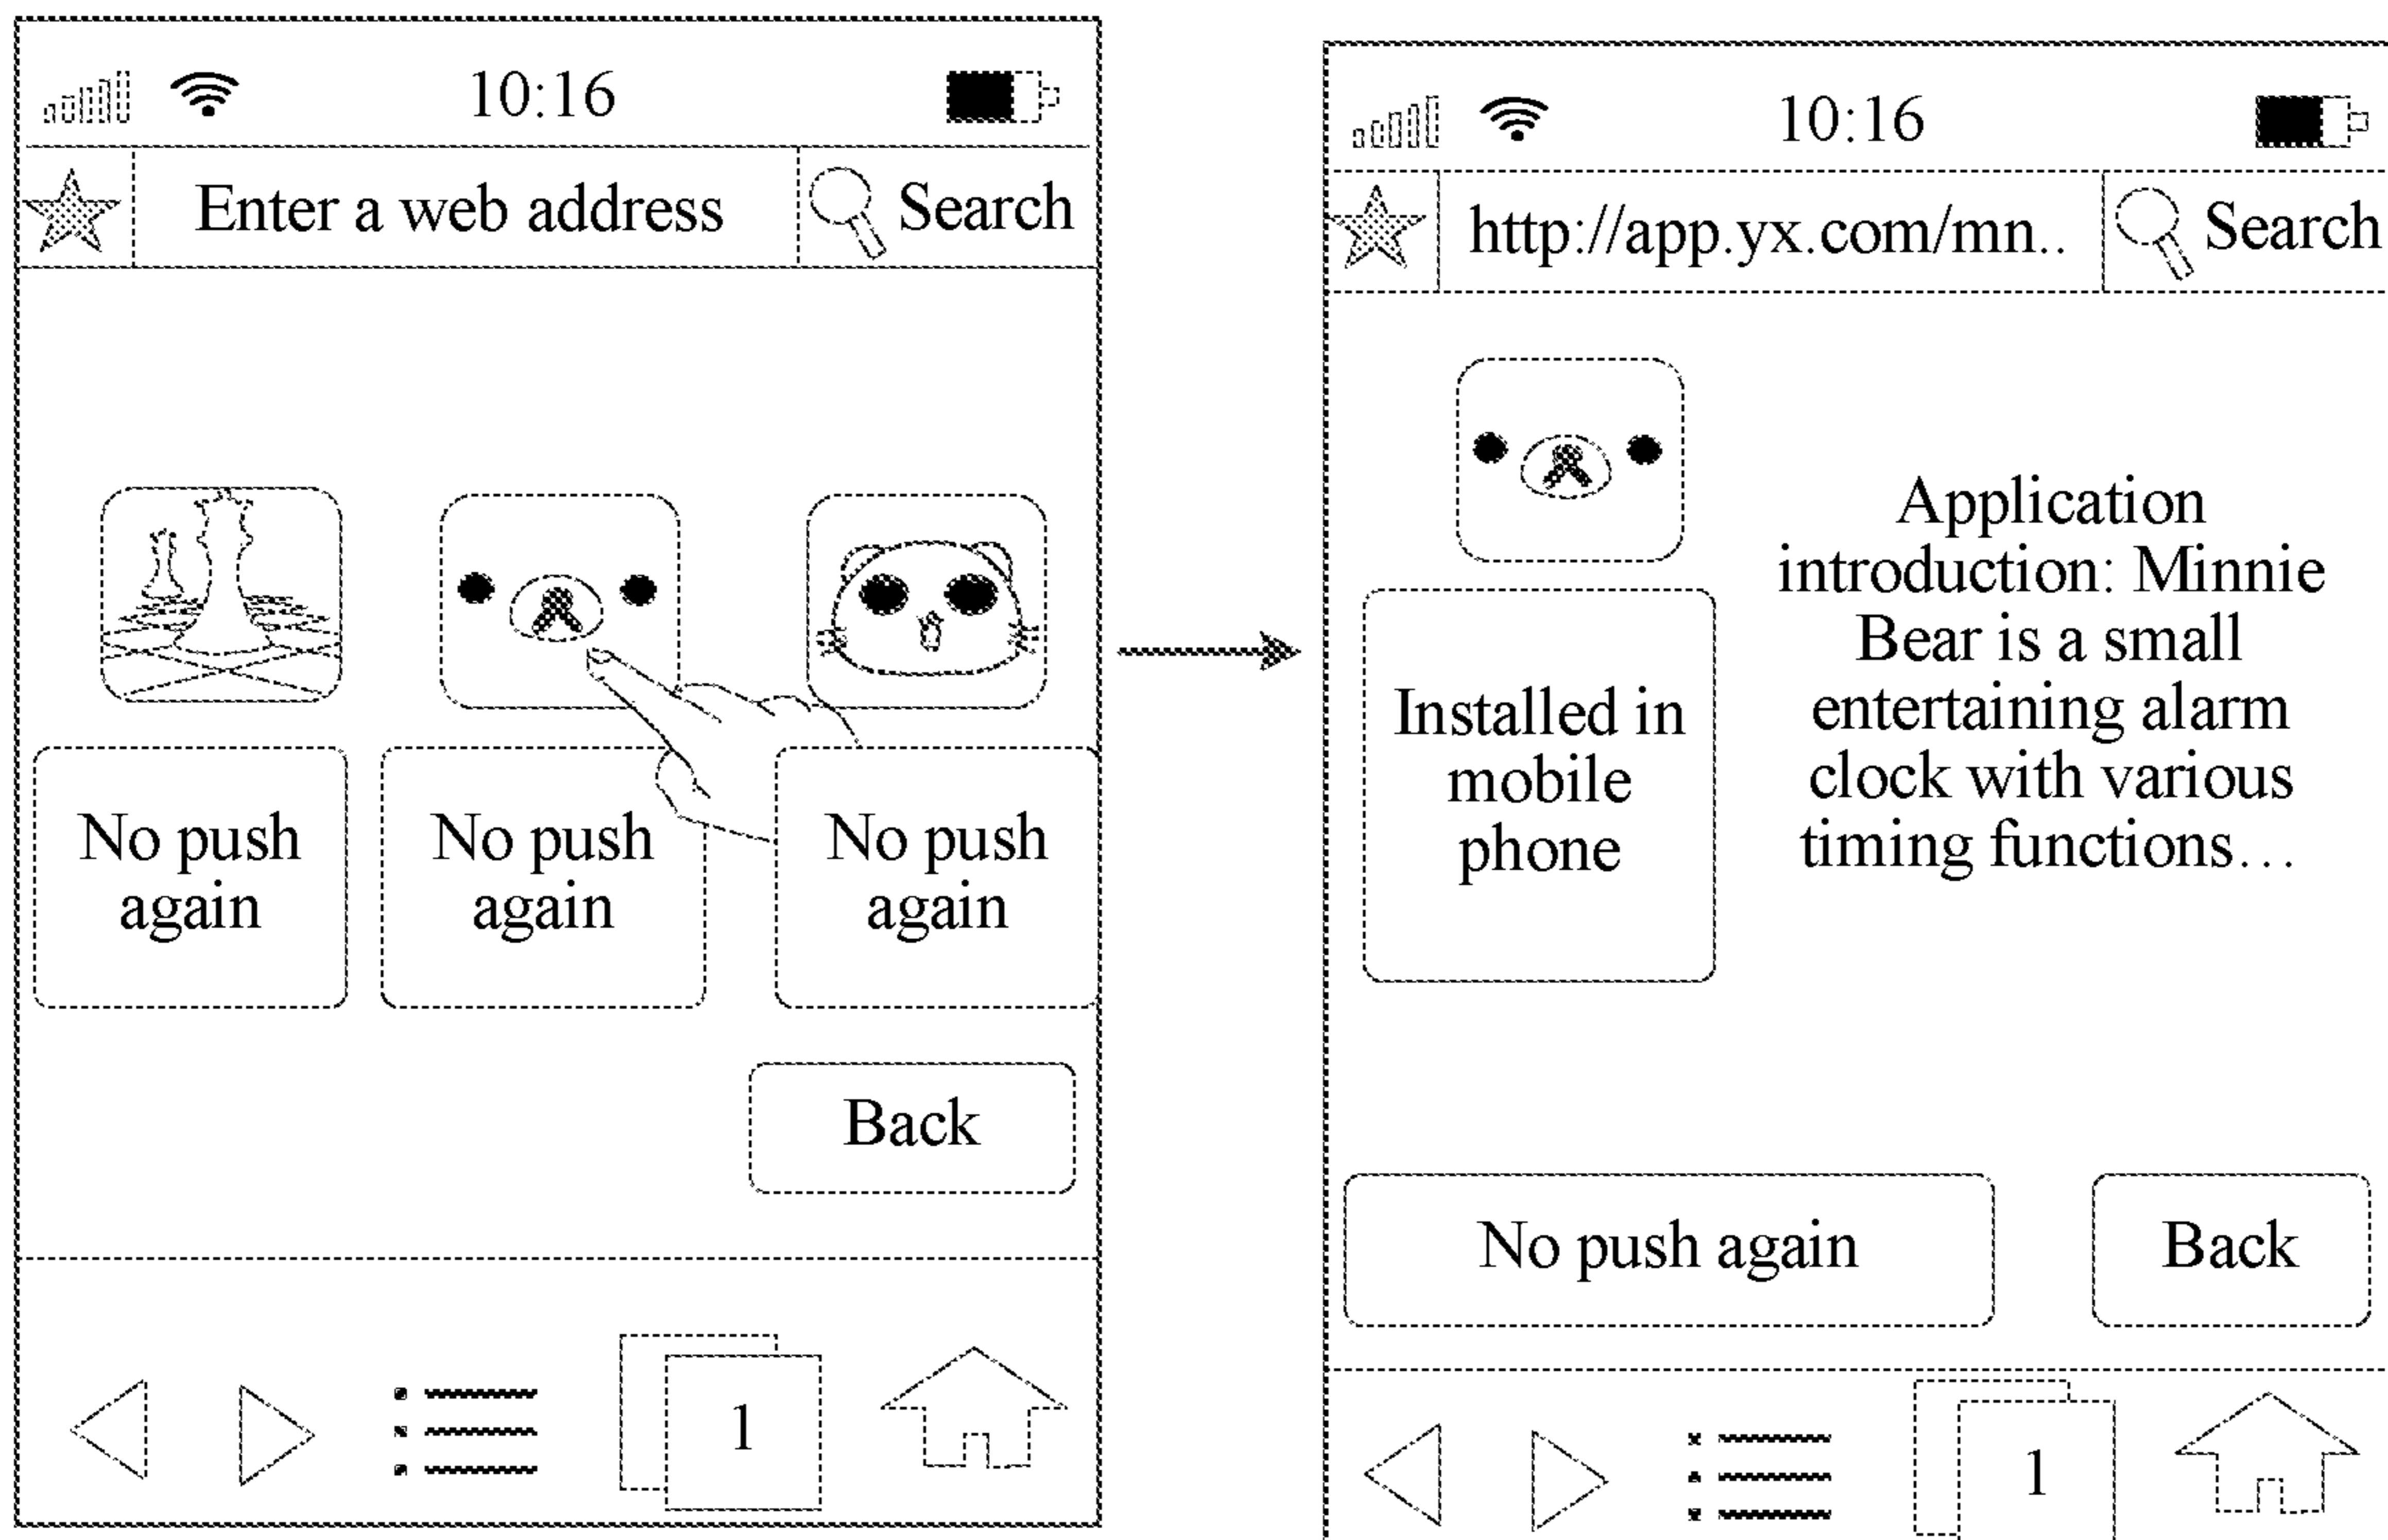 10:16
Enter a web address
Search
No push
again
No push
again
No push
again
Back
1
10:16
http://app.yx.com/mn..
Search
Installed in
mobile
phone
Application
introduction: Minnie
Bear is a small
entertaining alarm
clock with various
timing functions…
No push again
Back
1